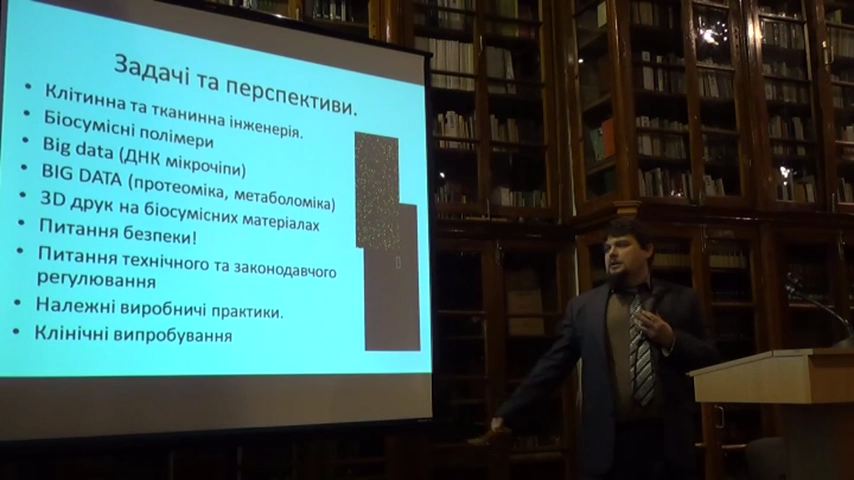 Задачі та перспективи.
• Клітинна та тканинна інженерія.
• Біосумісні полімери
• Big data (ДНК мікрочіпи)
• BIG DATA (протеоміка, метаболоміка)
• 3D друк на біосумісних матеріалах
• Питання безпеки!
• Питання технічного та законодавчого
регулювання
• Належні виробничі практики.
• Клінічні випробування